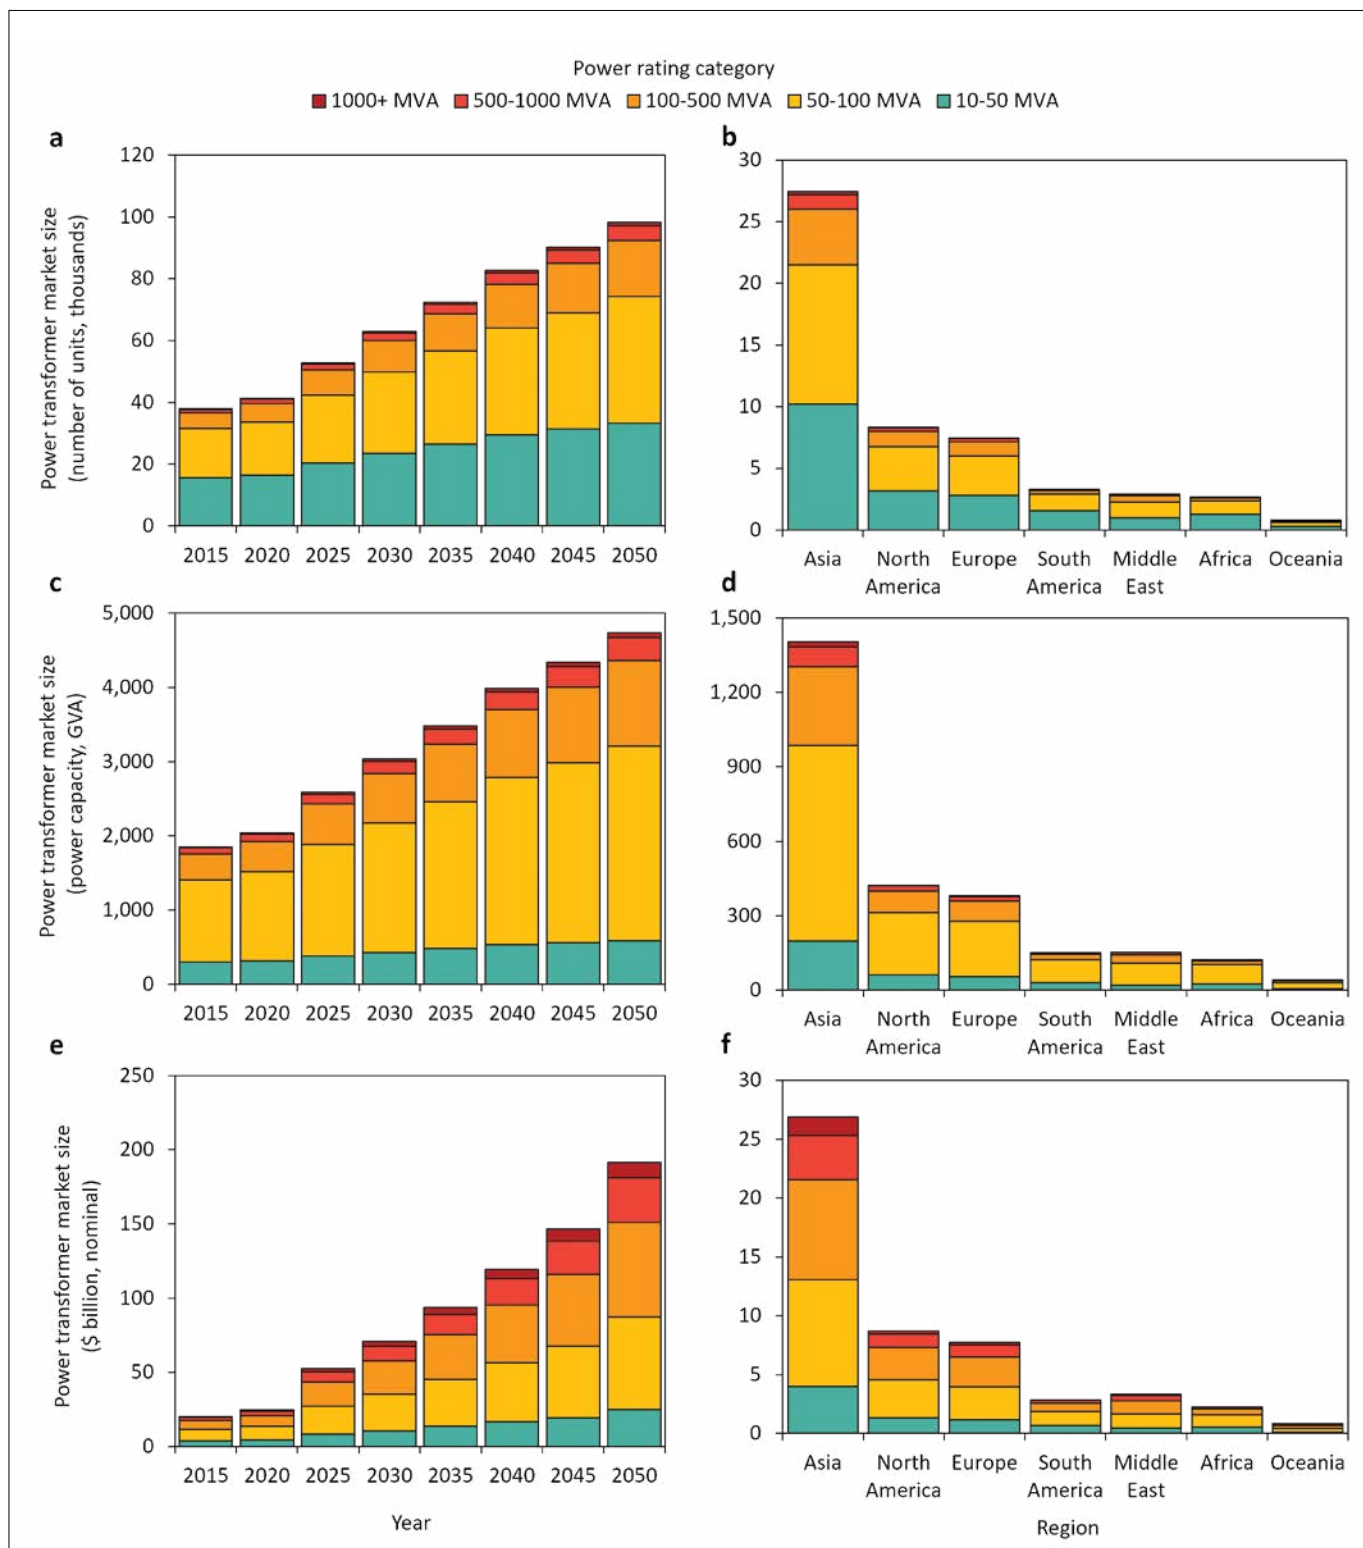 Power rating category
1000+ MVA 500-1000 MVA 100-500 MVA 50-100 MVA 10-50 MVA
a
Power transformer market size
(number of units, thousands)
120
100
80
60
40
20
0
2015 2020 2025 2030 2035 2040 2045 2050
b
30
25
20
15
10
5
0
Asia North America Europe South America Middle East Africa Oceania
c
Power transformer market size
(power capacity, GVA)
5,000
4,000
3,000
2,000
1,000
0
2015 2020 2025 2030 2035 2040 2045 2050
d
1,500
1,200
900
600
300
0
Asia North America Europe South America Middle East Africa Oceania
e
Power transformer market size
($ billion, nominal)
250
200
150
100
50
0
2015 2020 2025 2030 2035 2040 2045 2050
Year
f
30
25
20
15
10
5
0
Asia North America Europe South America Middle East Africa Oceania
Region